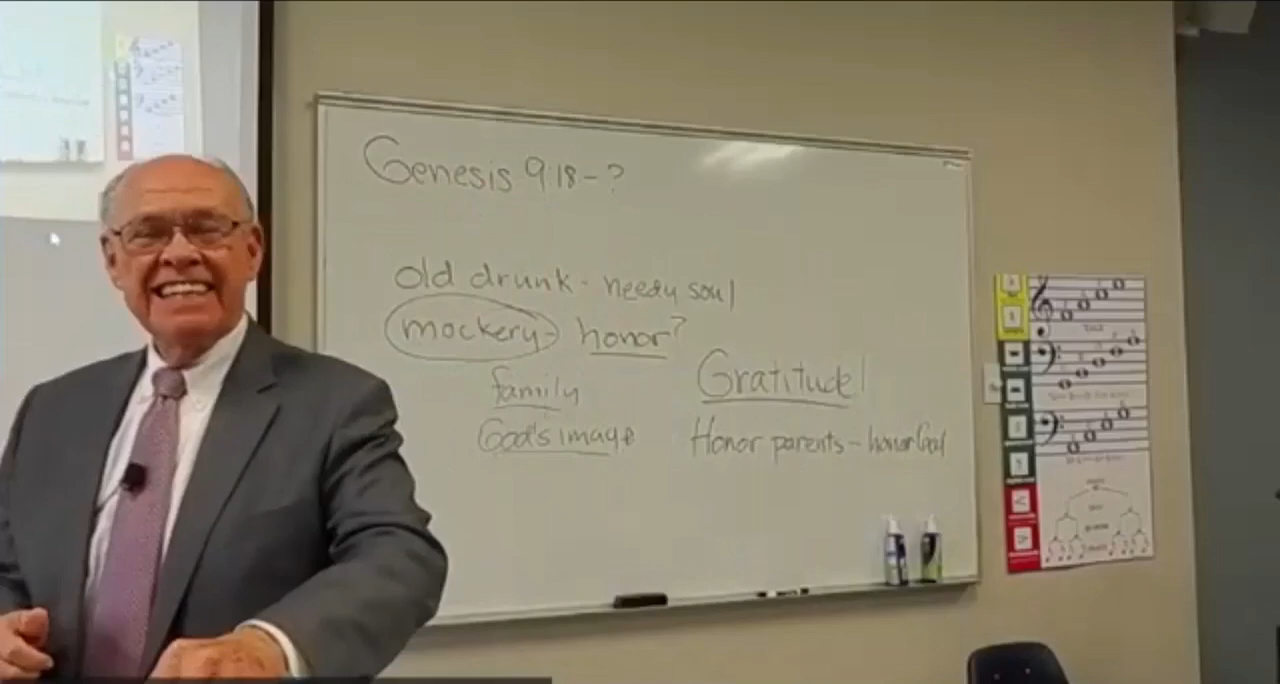 Genesis 9:18-?
old drunk - needy soul
mockery - honor?
family
Gratitude!
God's image
Honor parents - honor God